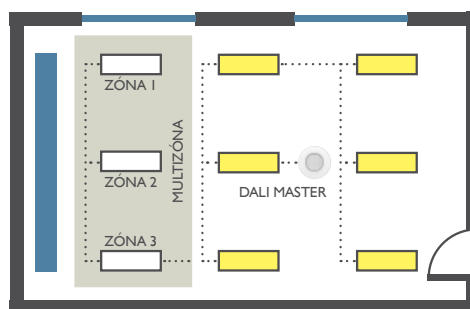 ZÓNA 1
ZÓNA 2
MULTIZÓNA
DALI MASTER
ZÓNA 3